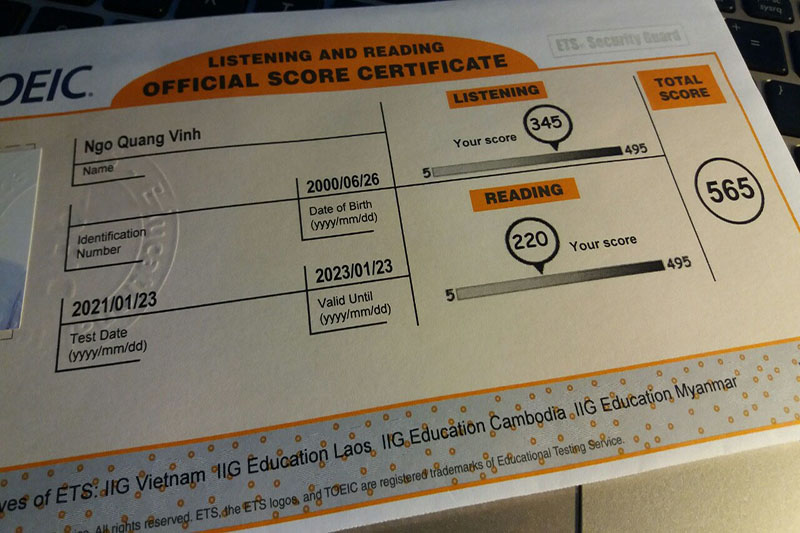 TOEIC.
LISTENING AND READING
OFFICIAL SCORE CERTIFICATE
ETS® Security Guard
Ngo Quang Vinh
Name
Identification
Number
2000/06/26
Date of Birth
(yyyy/mm/dd)
2021/01/23
Test Date
(yyyy/mm/dd)
2023/01/23
Valid Until
(yyyy/mm/dd)
LISTENING
Your score
345
5
495
READING
220
Your score
5
495
TOTAL
SCORE
565
ves of ETS: IIG Vietnam IIG Education Laos IIG Education Cambodia IIG Education Myanmar
All rights reserved. ETS, the ETS logos, and TOEIC are registered trademarks of Educational Testing Service.